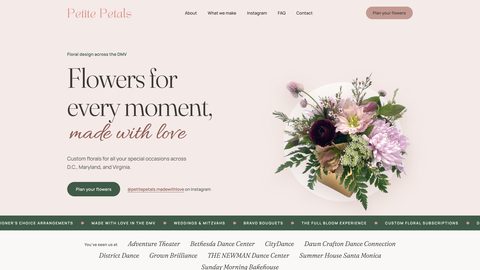 Petite Petals
About What we make Instagram FAQ Contact
Plan your flowers
Floral design across the DMV
Flowers for
every moment,
made with love
Custom florals for all your special occasions across
D.C., Maryland, and Virginia.
Plan your flowers
@petitepetals.madewithlove on Instagram
IGNER'S CHOICE ARRANGEMENTS MADE WITH LOVE IN THE DMV WEDDINGS & MITZVAHS BRAVO BOUQUETS THE FULL BLOOM EXPERIENCE CUSTOM FLORAL SUBSCRIPTIONS
You've seen us at Adventure Theater Bethesda Dance Center CityDance Dawn Crafton Dance Connection
District Dance Grown Brilliance THE NEWMAN Dance Center Summer House Santa Monica
Sunday Morning Bakehouse